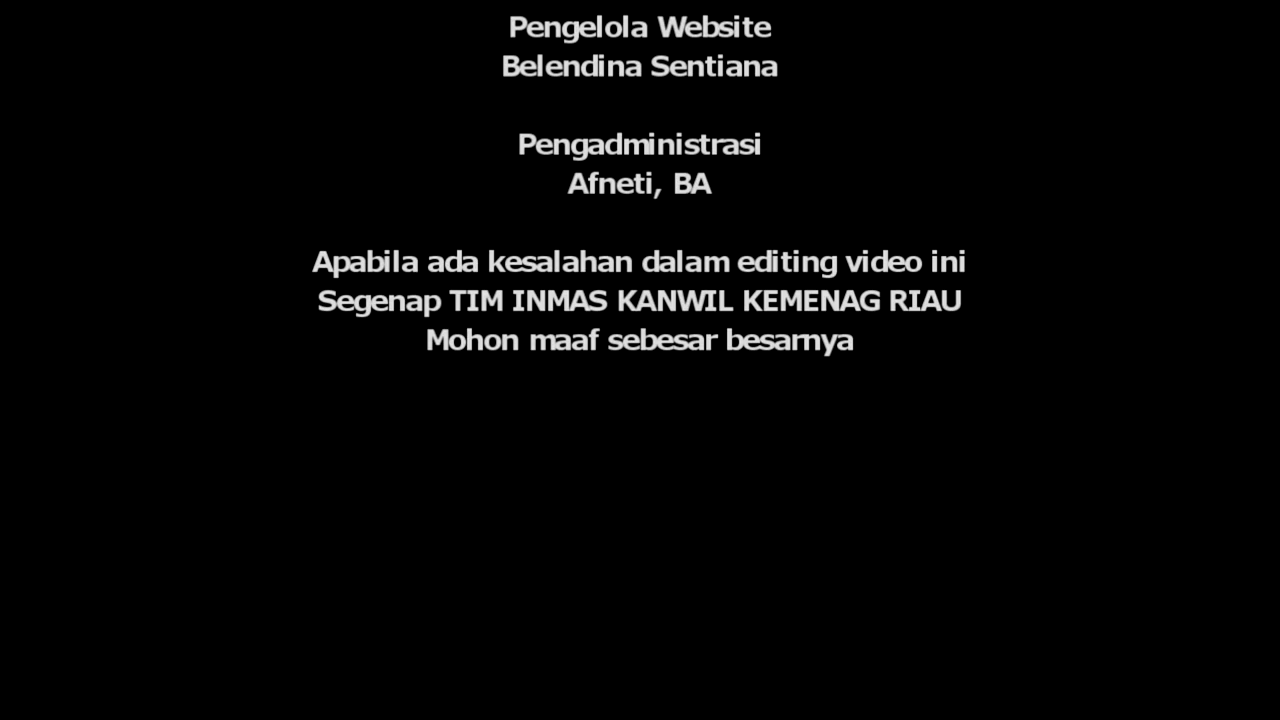 Pengelola Website
Belendina Sentiana
Pengadministrasi
Afneti, BA
Apabila ada kesalahan dalam editing video ini
Segenap TIM INMAS KANWIL KEMENAG RIAU
Mohon maaf sebesar besarnya